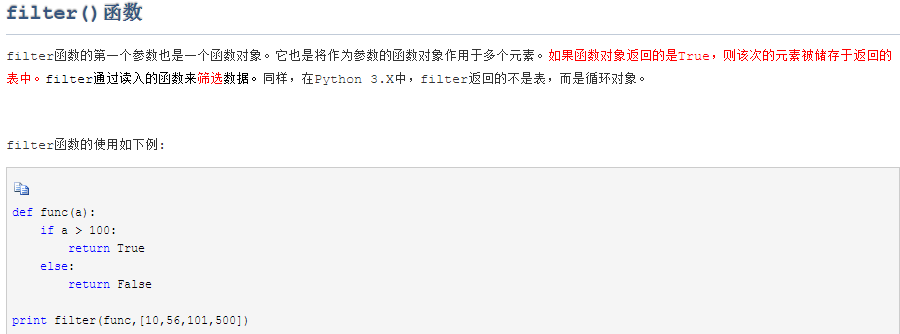 filter()函数
filter函数的第一个参数也是一个函数对象。它也是将作为参数的函数对象作用于多个元素。如果函数对象返回的是True，则该次的元素被储存于返回的
表中。filter通过读入的函数来筛选数据。同样，在Python 3.X中，filter返回的不是表，而是循环对象。
filter函数的使用如下例:
def func(a):
    if a > 100:
        return True
    else:
        return False
print filter(func,[10,56,101,500])